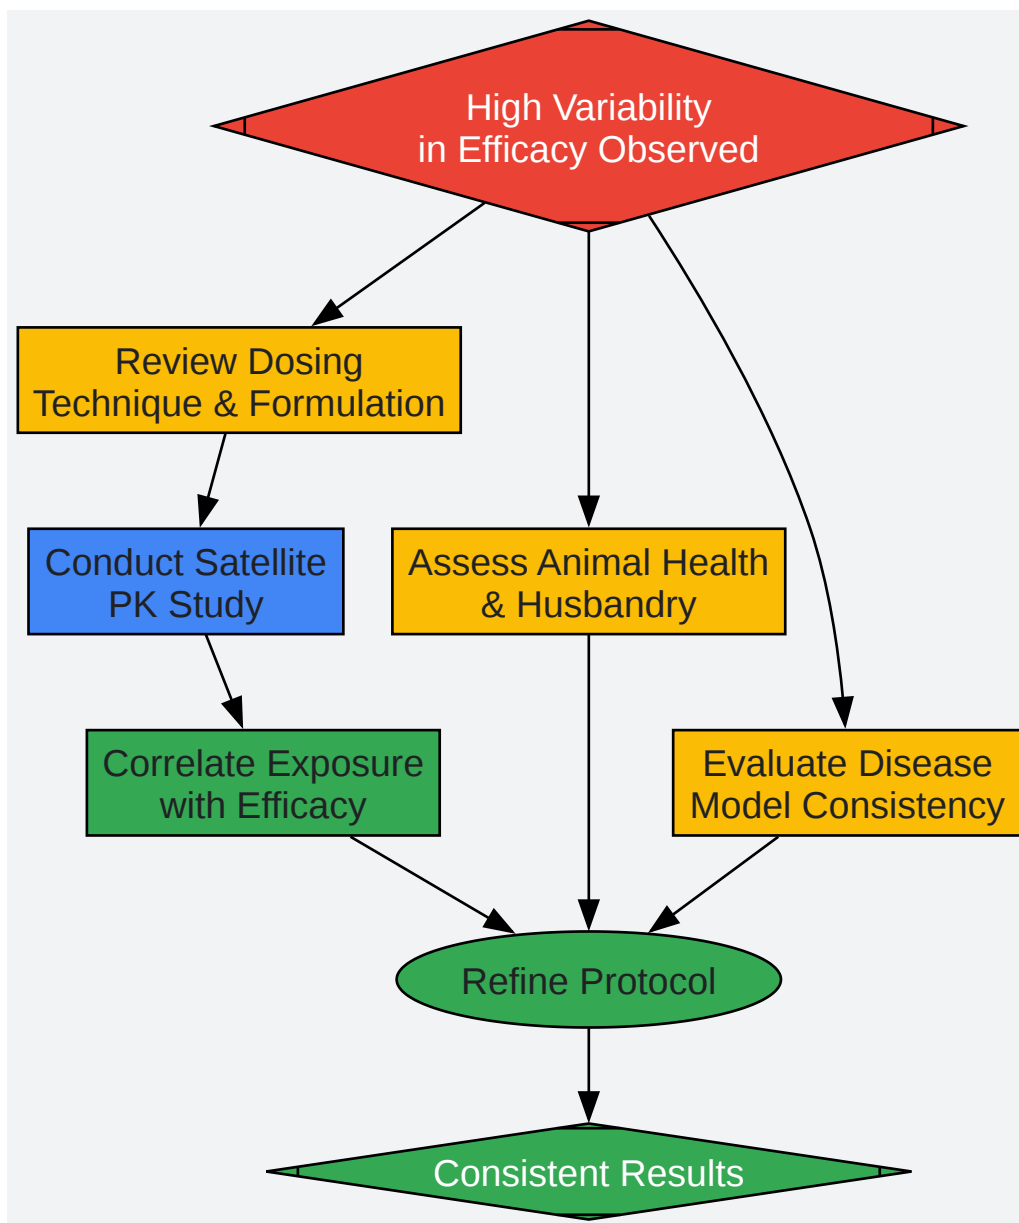 High Variability
in Efficacy Observed
Review Dosing
Technique & Formulation
Conduct Satellite
PK Study
Assess Animal Health
& Husbandry
Correlate Exposure
with Efficacy
Evaluate Disease
Model Consistency
Refine Protocol
Consistent Results